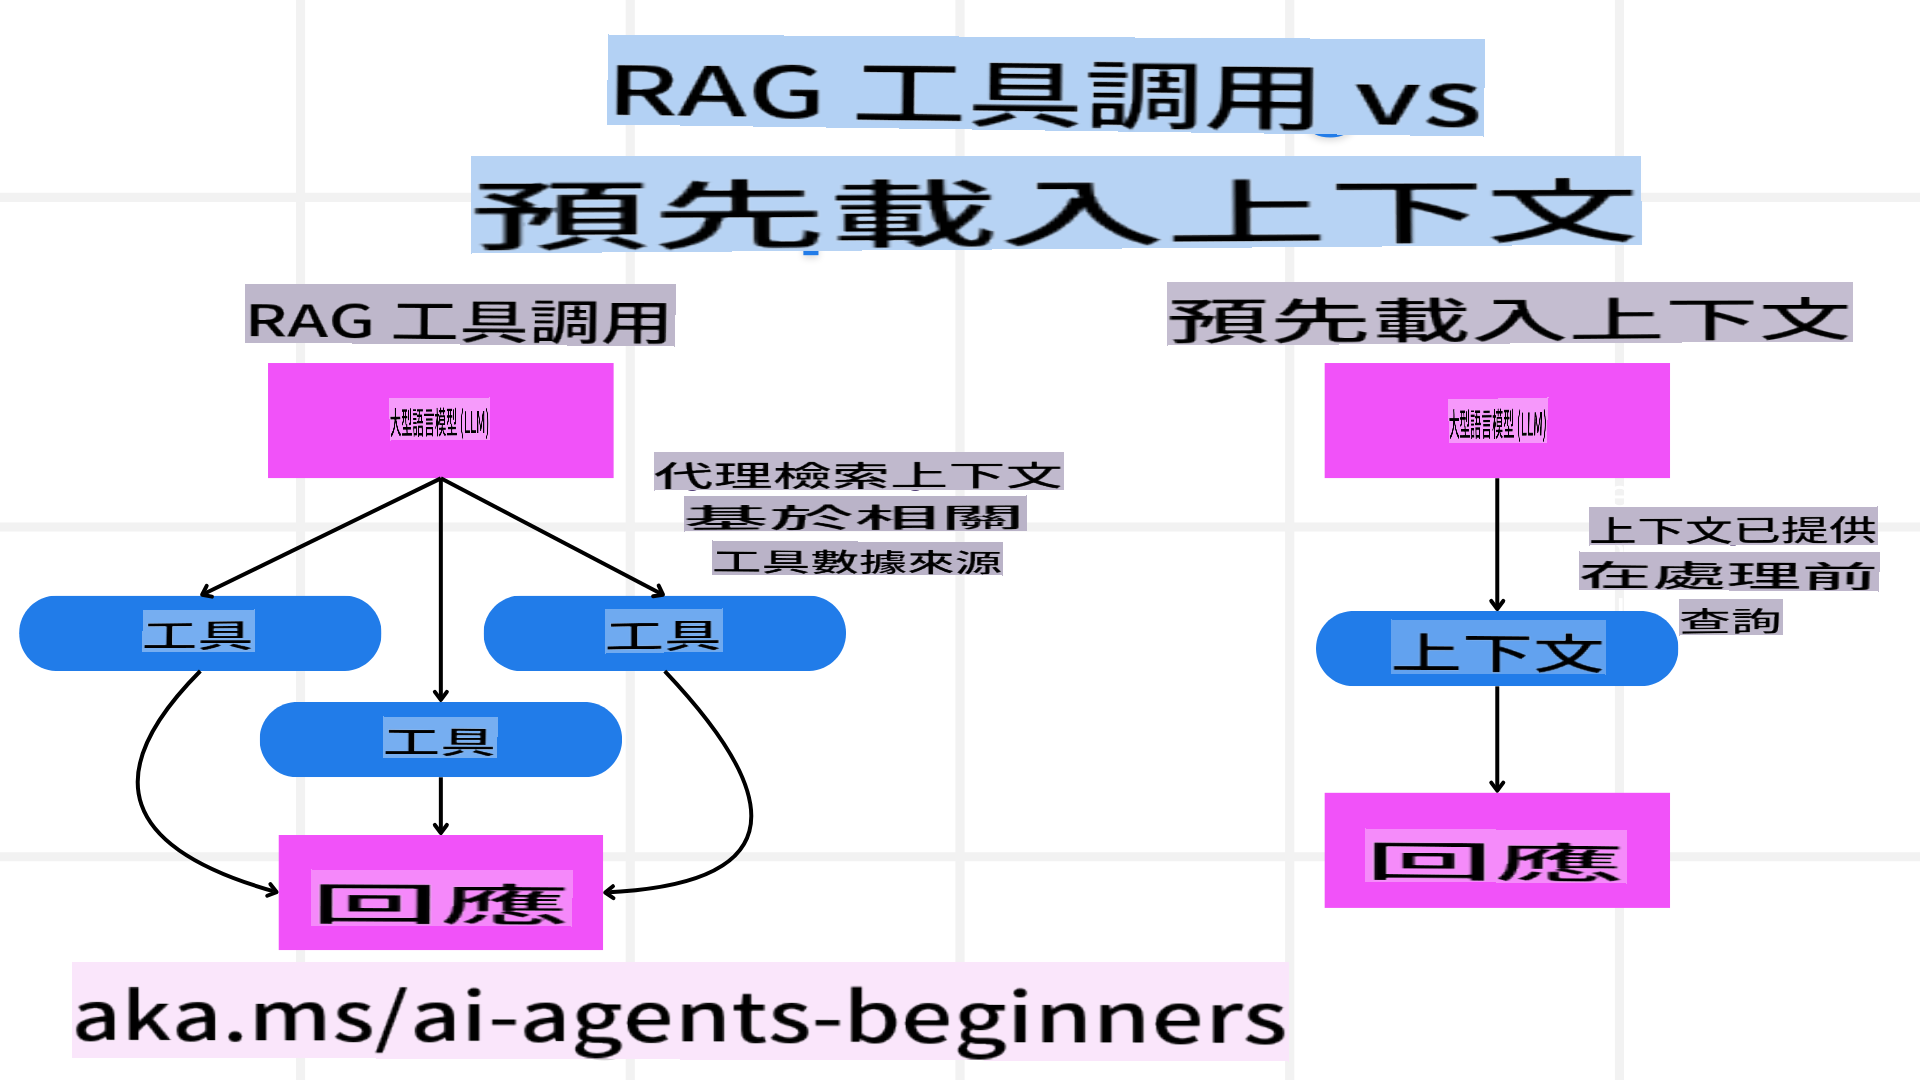 RAG 工具調用 vs
預先載入上下文
RAG 工具調用
大型語言模型 (LLM)
代理檢索上下文
基於相關
工具數據來源
工具
工具
工具
回應
預先載入上下文
大型語言模型 (LLM)
上下文已提供
在處理前
查詢
上下文
回應
aka.ms/ai-agents-beginners